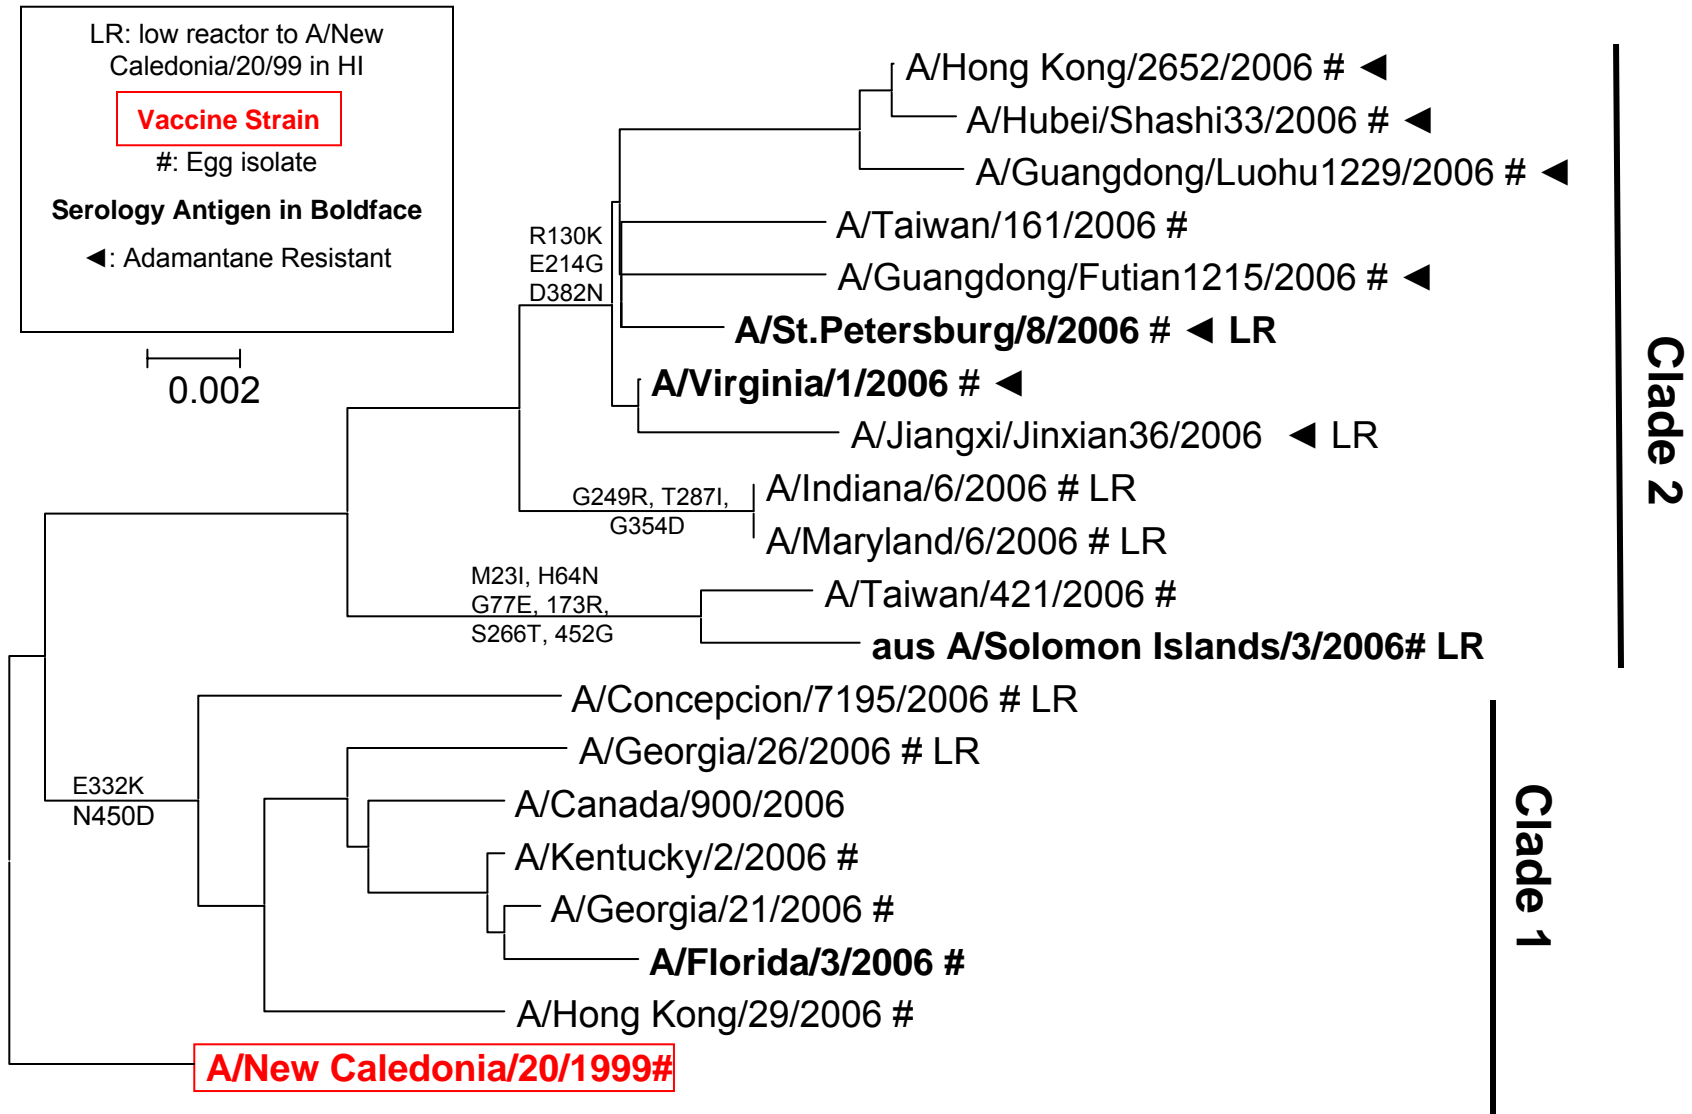 LR: low reactor to A/New
Caledonia/20/99 in HI
Vaccine Strain
#: Egg isolate
Serology Antigen in Boldface
◄: Adamantane Resistant
0.002
A/Hong Kong/2652/2006 # ◄
A/Hubei/Shashi33/2006 # ◄
A/Guangdong/Luohu1229/2006 # ◄
A/Taiwan/161/2006 #
R130K
E214G
D382N
A/Guangdong/Futian1215/2006 # ◄
A/St.Petersburg/8/2006 # ◄ LR
A/Virginia/1/2006 # ◄
A/Jiangxi/Jinxian36/2006 ◄ LR
G249R, T287I,
G354D
A/Indiana/6/2006 # LR
A/Maryland/6/2006 # LR
M23I, H64N
G77E, 173R,
S266T, 452G
A/Taiwan/421/2006 #
aus A/Solomon Islands/3/2006# LR
Clade 2
A/Concepcion/7195/2006 # LR
A/Georgia/26/2006 # LR
E332K
N450D
A/Canada/900/2006
A/Kentucky/2/2006 #
A/Georgia/21/2006 #
A/Florida/3/2006 #
A/Hong Kong/29/2006 #
A/New Caledonia/20/1999#
Clade 1